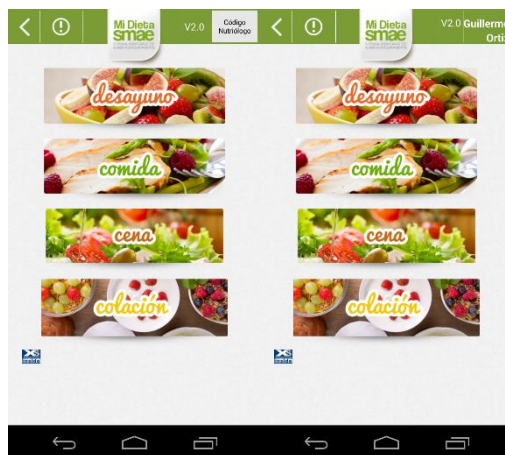 Mi Dieta
smae
V2.0
Código
Nutriólogo
desayuno
comida
cena
colación
Mi Dieta
smae
V2.0 Guillermo
Orti
desayuno
comida
cena
colación